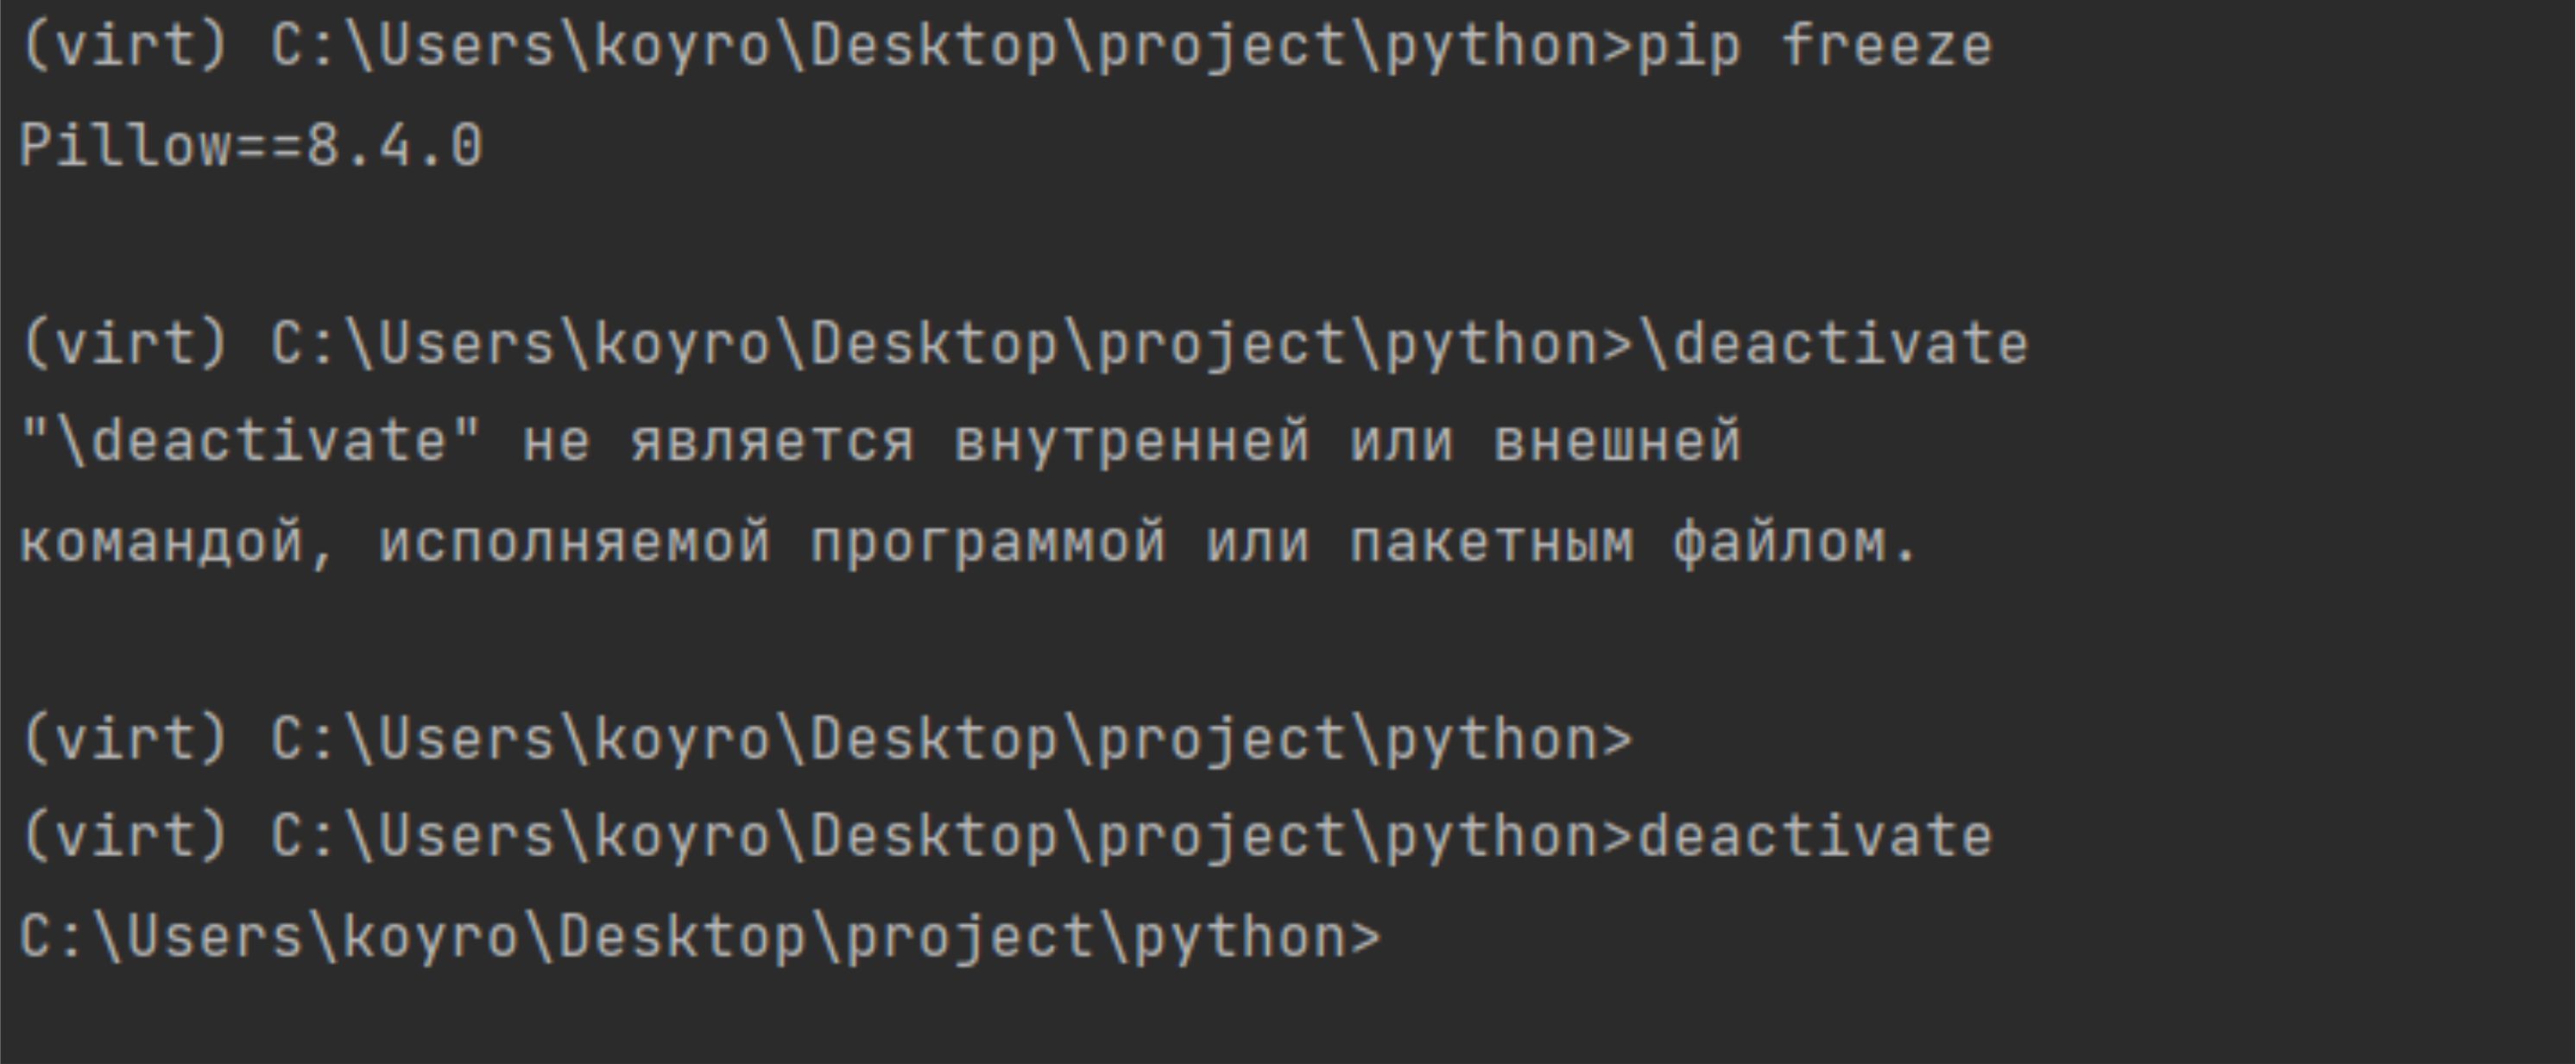 (virt) C:\Users\koyro\Desktop\project\python>pip freeze
Pillow==8.4.0
(virt) C:\Users\koyro\Desktop\project\python>\deactivate
"\deactivate" не является внутренней или внешней
командой, исполняемой программой или пакетным файлом.
(virt) C:\Users\koyro\Desktop\project\python>
(virt) C:\Users\koyro\Desktop\project\python>deactivate
C:\Users\koyro\Desktop\project\python>